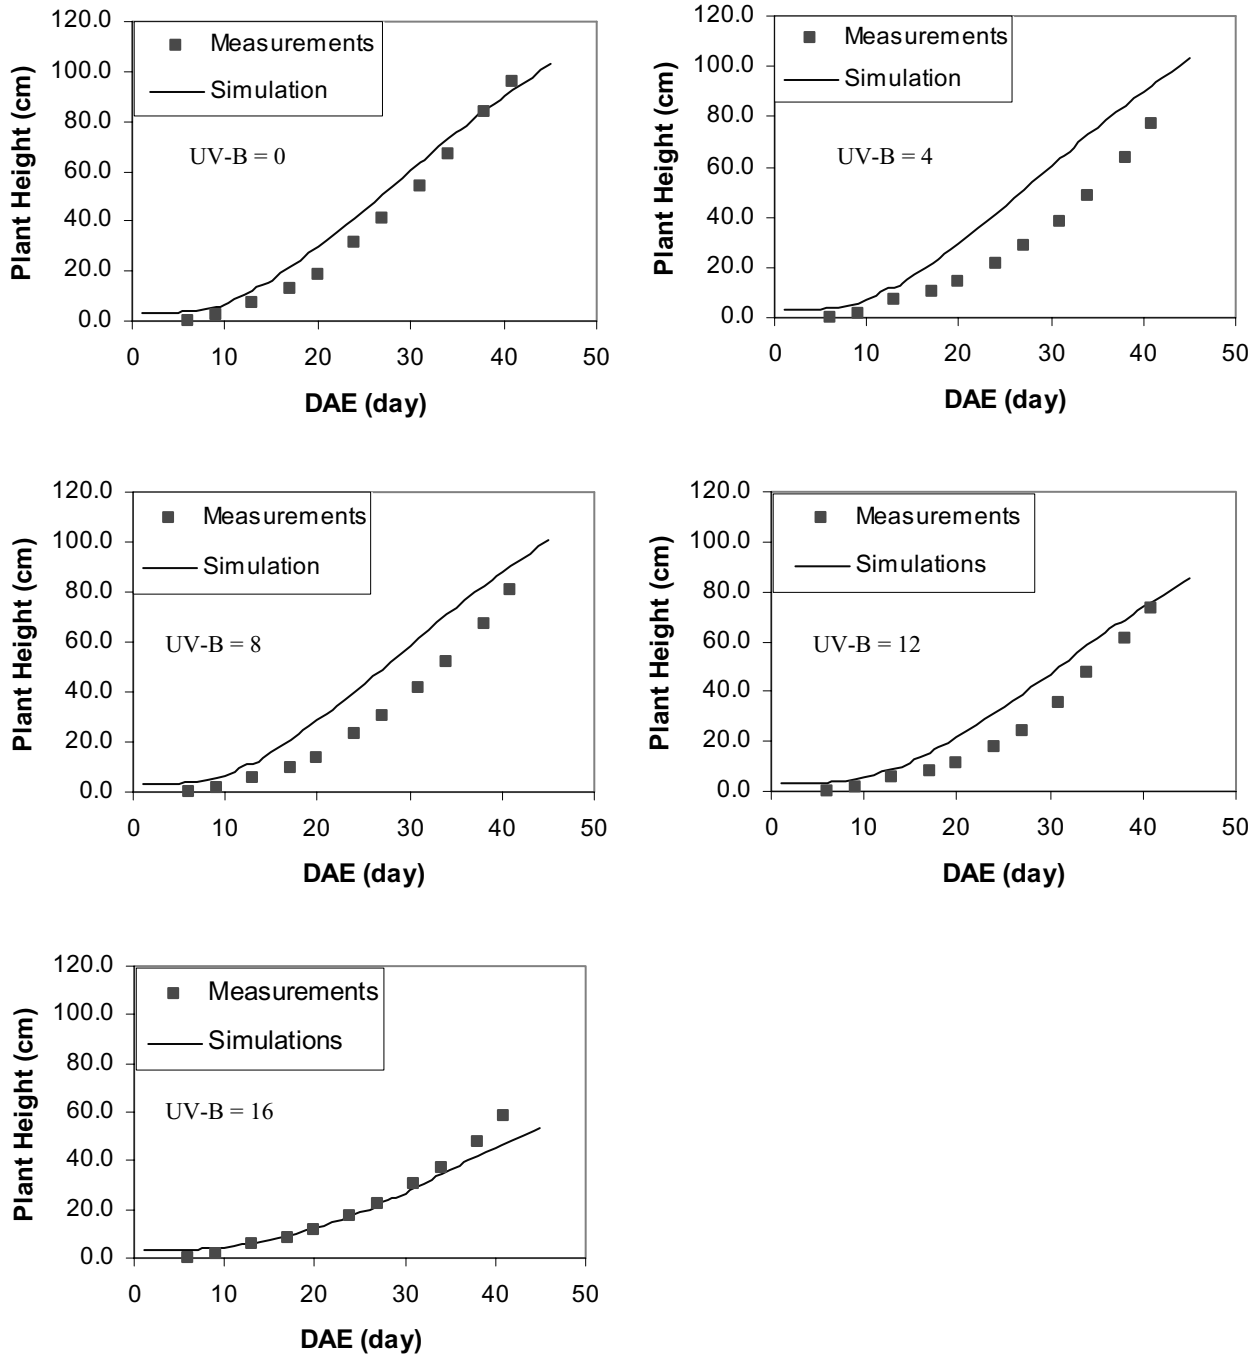 120.0
100.0
80.0
60.0
40.0
20.0
0.0
Plant Height (cm)
Measurements
Simulation
UV-B = 0
0 10 20 30 40 50
DAE (day)
120.0
100.0
80.0
60.0
40.0
20.0
0.0
Plant Height (cm)
Measurements
Simulation
UV-B = 4
0 10 20 30 40 50
DAE (day)
120.0
100.0
80.0
60.0
40.0
20.0
0.0
Plant Height (cm)
Measurements
Simulation
UV-B = 8
0 10 20 30 40 50
DAE (day)
120.0
100.0
80.0
60.0
40.0
20.0
0.0
Plant Height (cm)
Measurements
Simulations
UV-B = 12
0 10 20 30 40 50
DAE (day)
120.0
100.0
80.0
60.0
40.0
20.0
0.0
Plant Height (cm)
Measurements
Simulations
UV-B = 16
0 10 20 30 40 50
DAE (day)